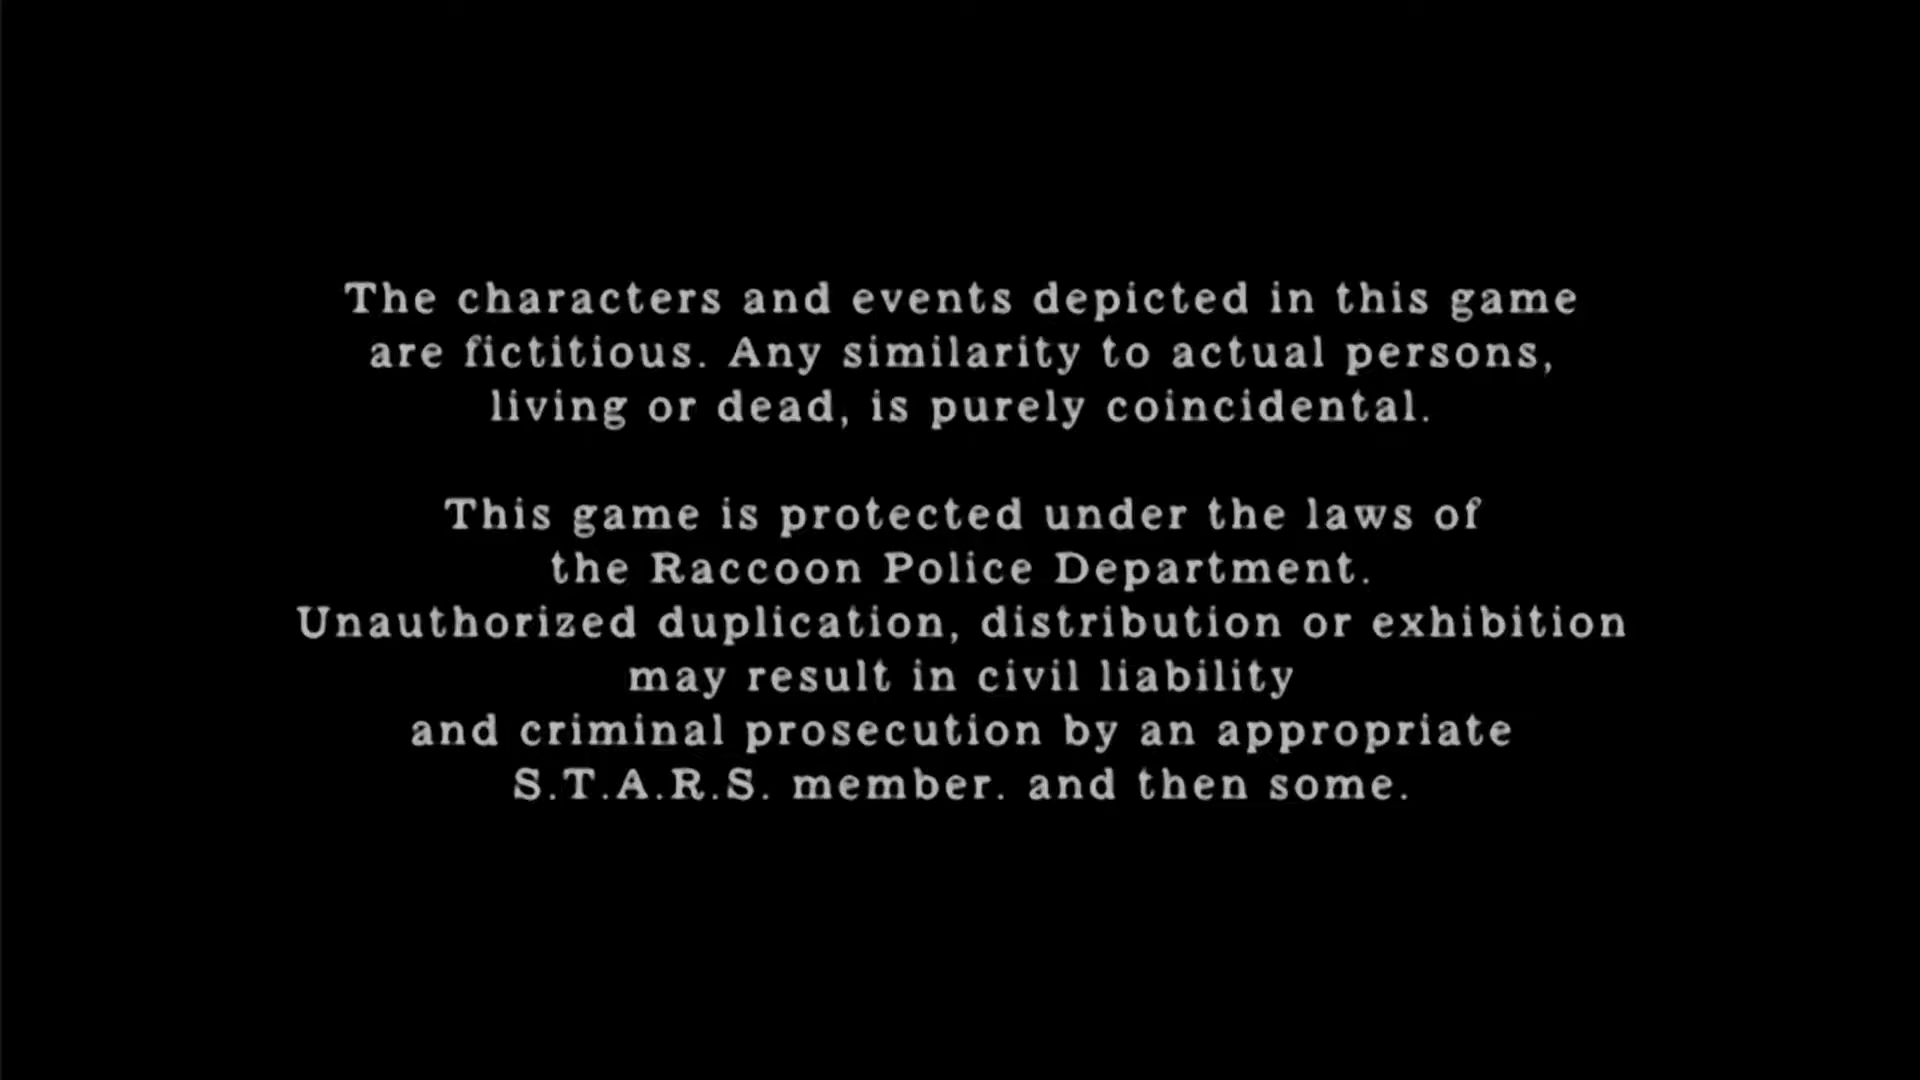 The characters and events depicted in this game
are fictitious. Any similarity to actual persons,
living or dead, is purely coincidental.
This game is protected under the laws of
the Raccoon Police Department.
Unauthorized duplication, distribution or exhibition
may result in civil liability
and criminal prosecution by an appropriate
S.T.A.R.S. member. and then some.